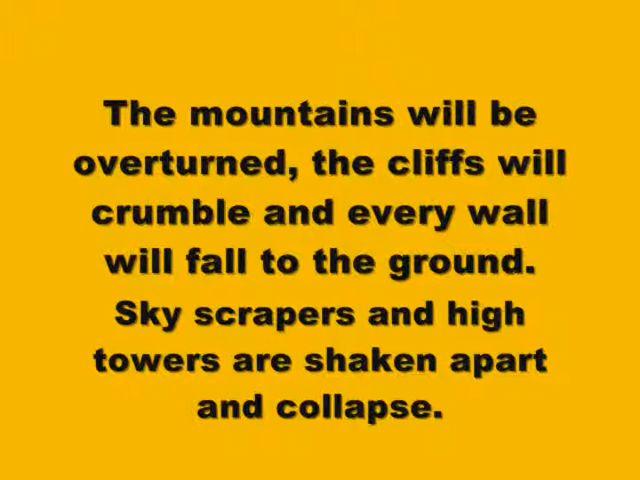 The mountains will be
overturned, the cliffs will
crumble and every wall
will fall to the ground.
Sky scrapers and high
towers are shaken apart
and collapse.